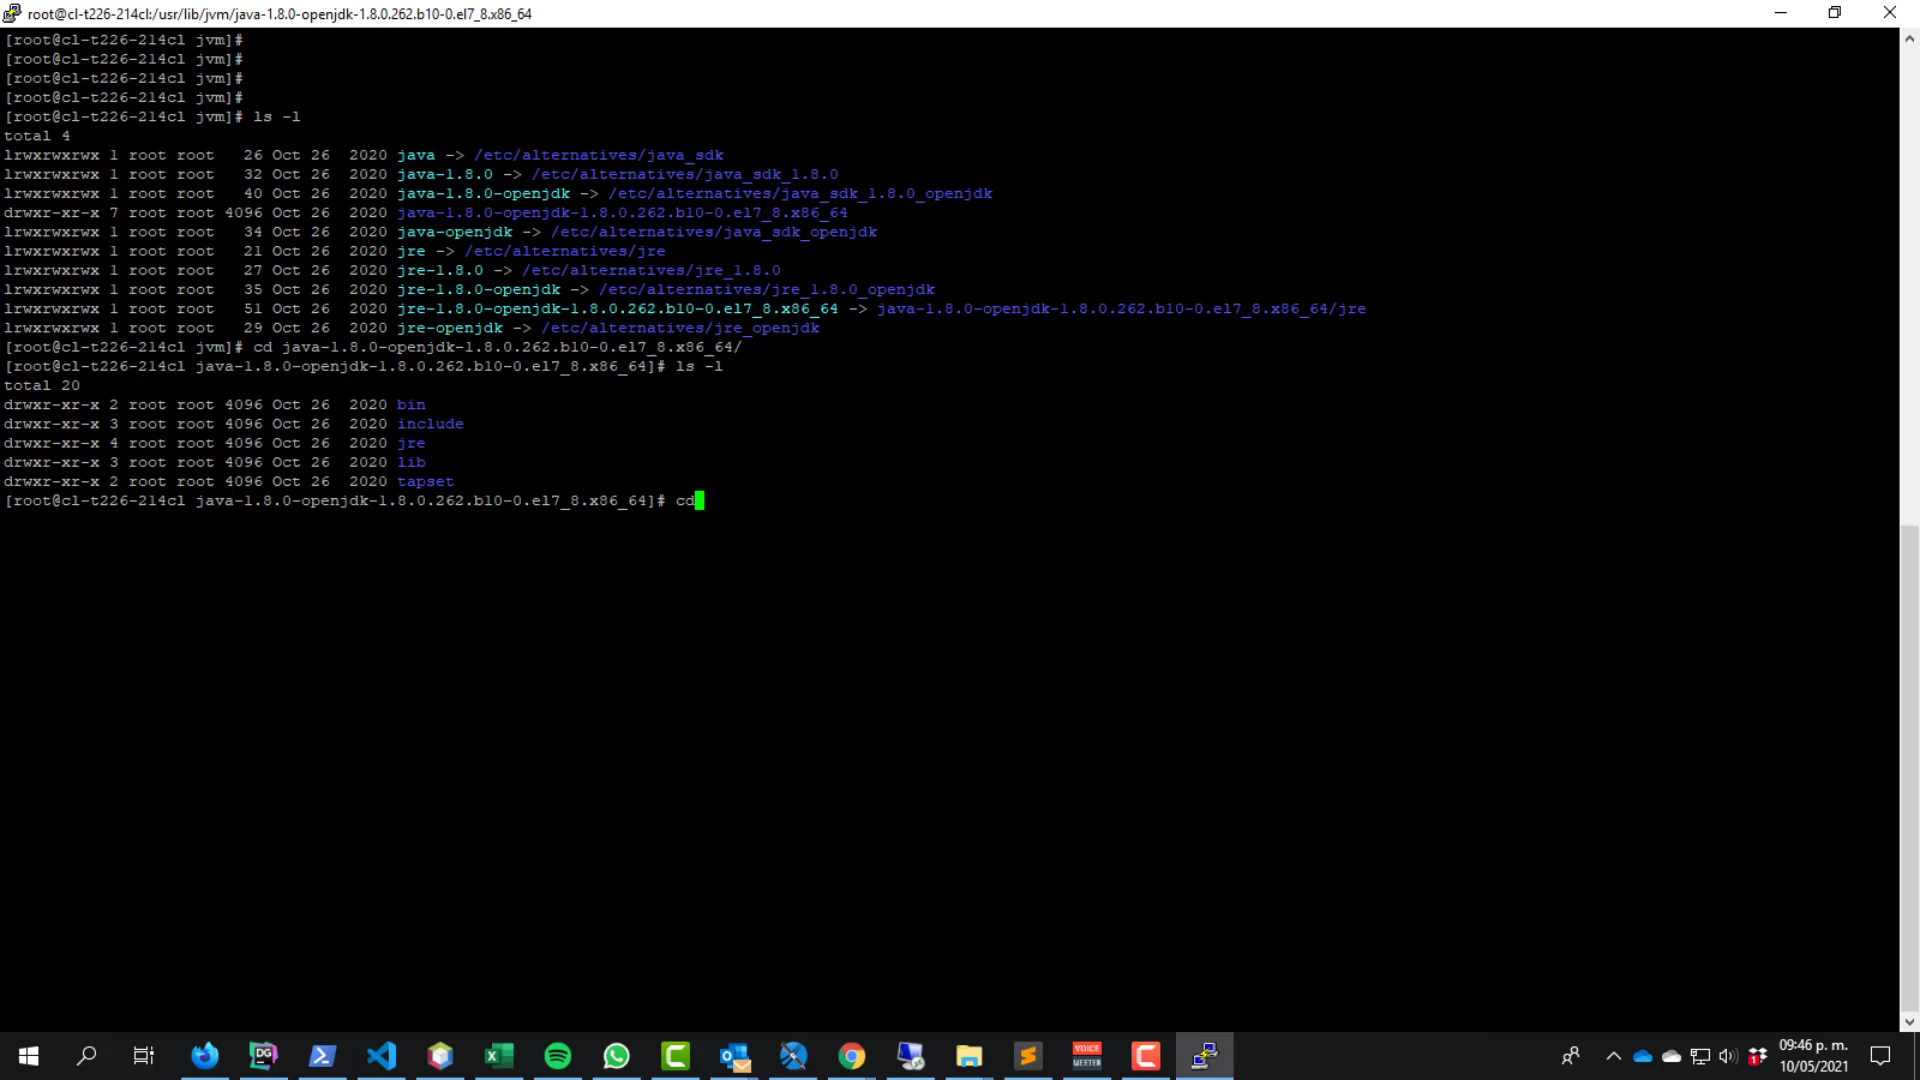 root@cl-t226-214cl:/usr/lib/jvm/java-1.8.0-openjdk-1.8.0.262.b10-0.el7_8.x86_64
[root@cl-t226-214cl jvm]#
[root@cl-t226-214cl jvm]#
[root@cl-t226-214cl jvm]#
[root@cl-t226-214cl jvm]#
[root@cl-t226-214cl jvm]# ls -l
total 4
lrwxrwxrwx 1 root root   26 Oct 26  2020 java -> /etc/alternatives/java_sdk
lrwxrwxrwx 1 root root   32 Oct 26  2020 java-1.8.0 -> /etc/alternatives/java_sdk_1.8.0
lrwxrwxrwx 1 root root   40 Oct 26  2020 java-1.8.0-openjdk -> /etc/alternatives/java_sdk_1.8.0_openjdk
drwxr-xr-x 7 root root 4096 Oct 26  2020 java-1.8.0-openjdk-1.8.0.262.b10-0.el7_8.x86_64
lrwxrwxrwx 1 root root   34 Oct 26  2020 java-openjdk -> /etc/alternatives/java_sdk_openjdk
lrwxrwxrwx 1 root root   21 Oct 26  2020 jre -> /etc/alternatives/jre
lrwxrwxrwx 1 root root   27 Oct 26  2020 jre-1.8.0 -> /etc/alternatives/jre_1.8.0
lrwxrwxrwx 1 root root   35 Oct 26  2020 jre-1.8.0-openjdk -> /etc/alternatives/jre_1.8.0_openjdk
lrwxrwxrwx 1 root root   51 Oct 26  2020 jre-1.8.0-openjdk-1.8.0.262.b10-0.el7_8.x86_64 -> java-1.8.0-openjdk-1.8.0.262.b10-0.el7_8.x86_64/jre
lrwxrwxrwx 1 root root   29 Oct 26  2020 jre-openjdk -> /etc/alternatives/jre_openjdk
[root@cl-t226-214cl jvm]# cd java-1.8.0-openjdk-1.8.0.262.b10-0.el7_8.x86_64/
[root@cl-t226-214cl java-1.8.0-openjdk-1.8.0.262.b10-0.el7_8.x86_64]# ls -l
total 20
drwxr-xr-x 2 root root 4096 Oct 26  2020 bin
drwxr-xr-x 3 root root 4096 Oct 26  2020 include
drwxr-xr-x 4 root root 4096 Oct 26  2020 jre
drwxr-xr-x 3 root root 4096 Oct 26  2020 lib
drwxr-xr-x 2 root root 4096 Oct 26  2020 tapset
[root@cl-t226-214cl java-1.8.0-openjdk-1.8.0.262.b10-0.el7_8.x86_64]# cd
DG
VOICE
MEETER
1
09:46 p. m.
10/05/2021